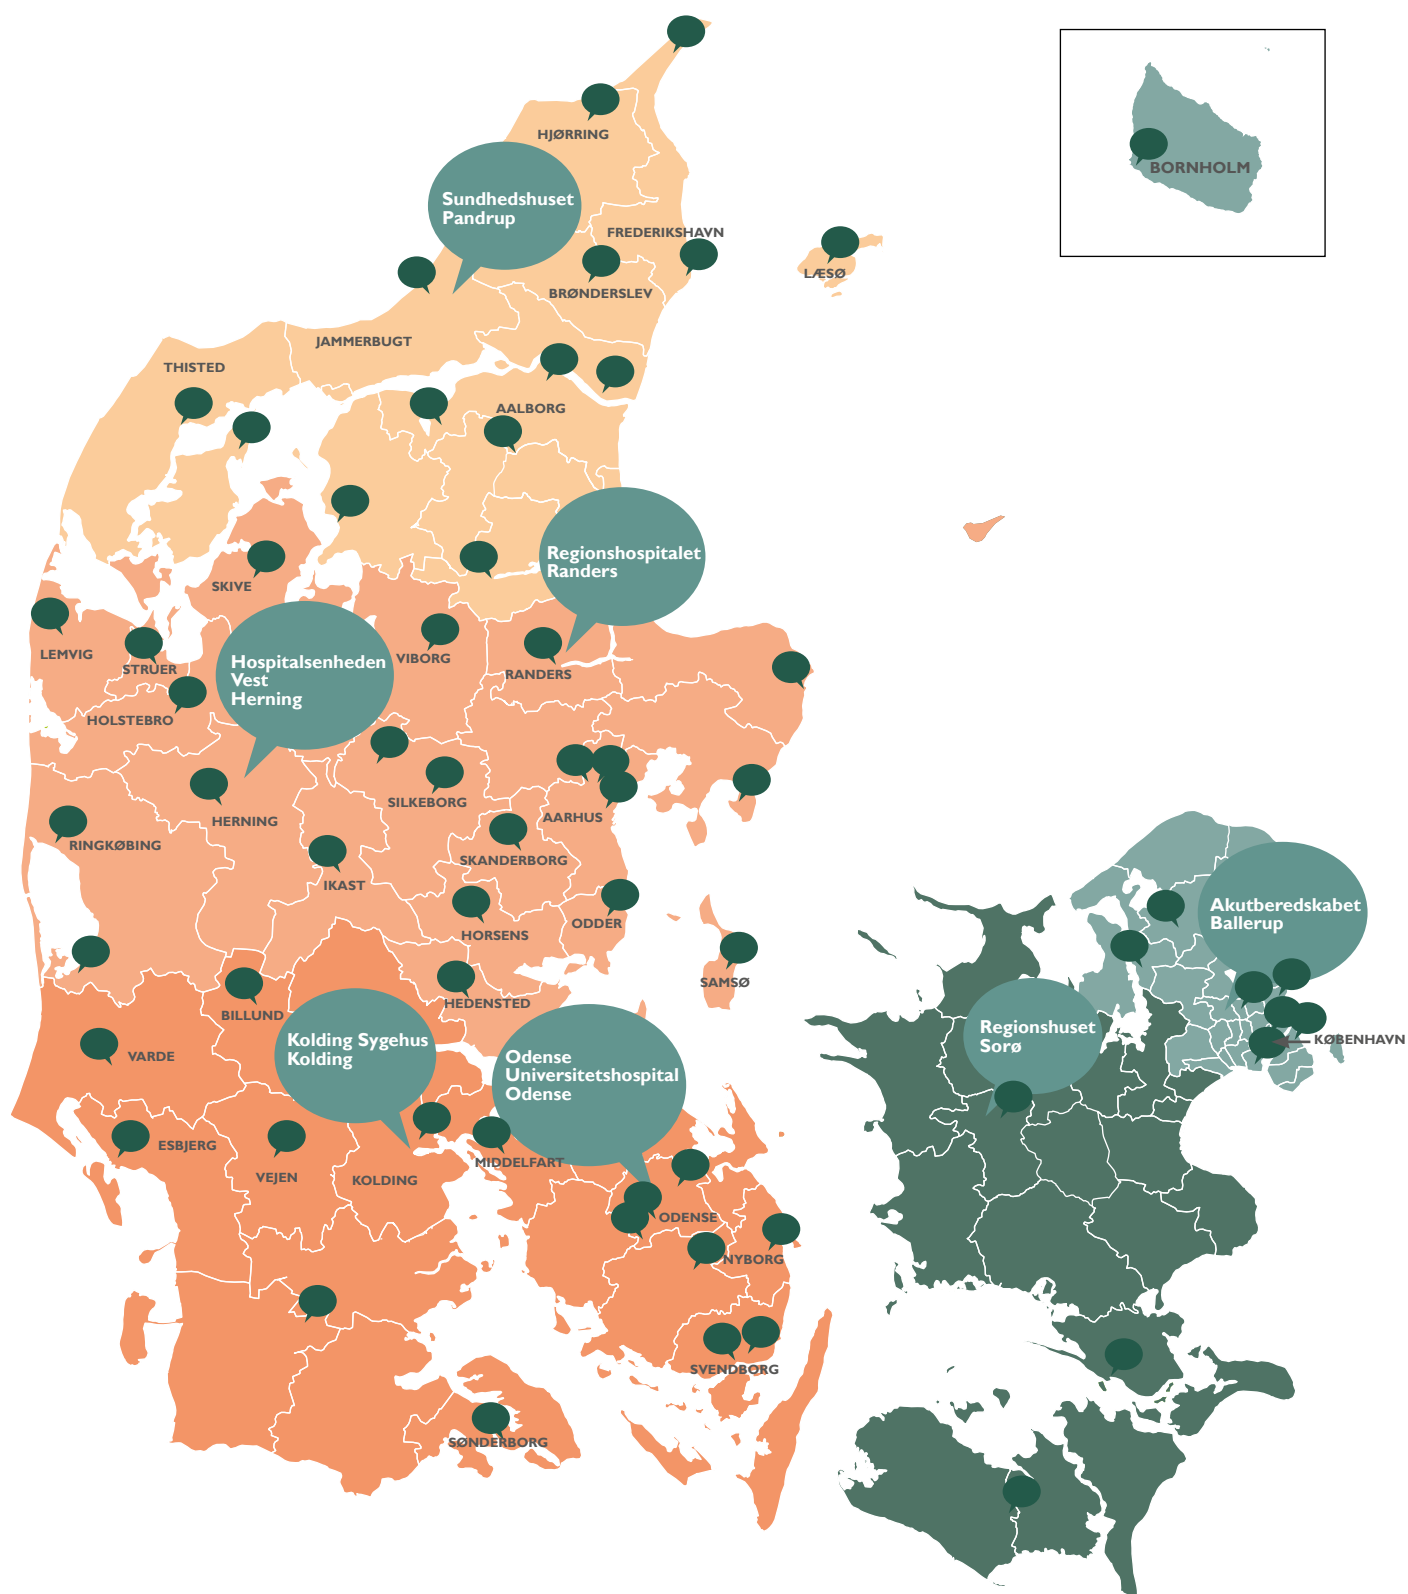 HJØRRING
BORNHOLM
Sundhedshuset
Pandrup
FREDERIKSHAVN
LÆSØ
BRØNDERSLEV
JAMMERBUGT
THISTED
AALBORG
Regionshospitalet
Randers
SKIVE
LEMVIG
STRUER
VIBORG
RANDERS
Hospitalsenheden
Vest
Herning
HOLSTEBRO
SILKEBORG
HERNING
AARHUS
RINGKØBING
SKANDERBORG
IKAST
Akutberedskabet
Ballerup
ODDER
HORSENS
SAMSØ
HEDENSTED
BILLUND
Regionshuset
Sorø
KØBENHAVN
Kolding Sygehus
Kolding
VARDE
Odense
Universitetshospital
Odense
ESBJERG
MIDDELFART
VEJEN
KOLDING
ODENSE
NYBORG
SVENDBORG
SØNDERBORG